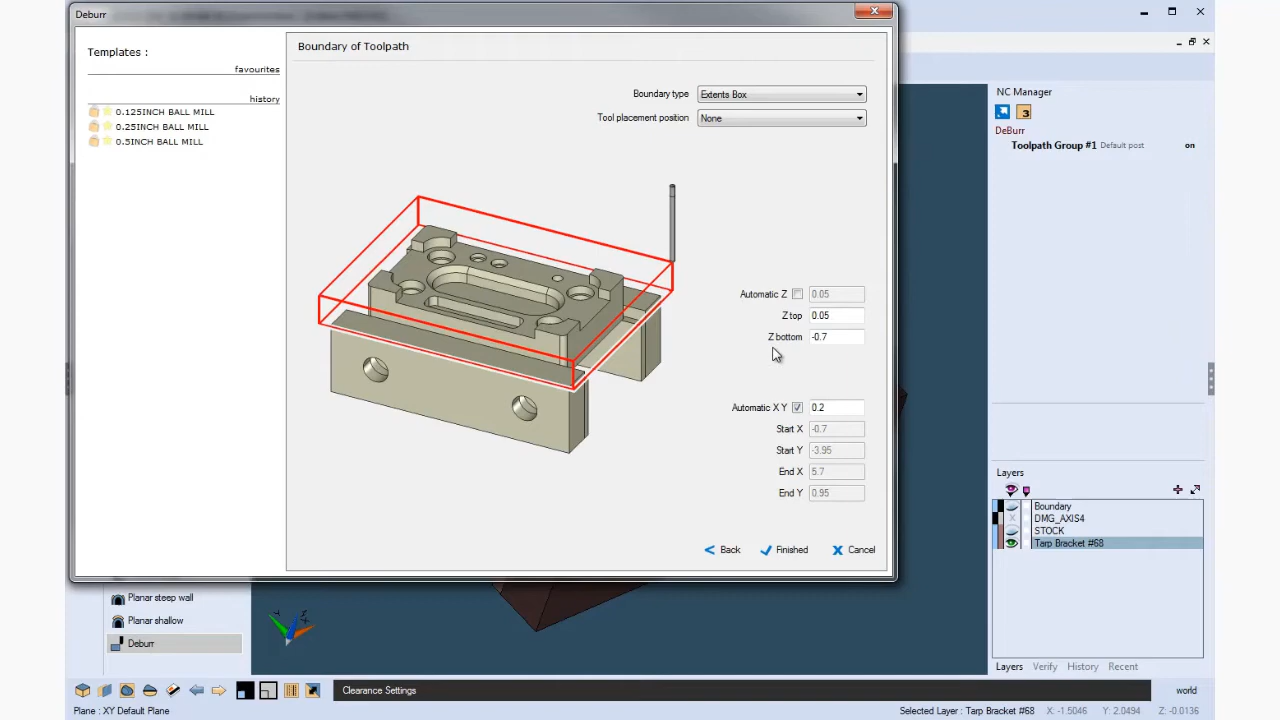 Deburr
Templates :
favourites
history
0.125INCH BALL MILL
0.25INCH BALL MILL
0.5INCH BALL MILL
Boundary of Toolpath
Boundary type
Extents Box
Tool placement position
None
Automatic Z
0.05
Z top
0.05
Z bottom
-0.7
Automatic X Y
0.2
Start X
-0.7
Start Y
-3.95
End X
5.7
End Y
0.95
Back
Finished
Cancel
NC Manager
3
DeBurr
Toolpath Group #1 Default post on
Layers
Boundary
DMG_AXIS4
STOCK
Tarp Bracket #68
Layers Verify History Recent
Planar steep wall
Planar shallow
Deburr
Clearance Settings
world
Plane : XY Default Plane
Selected Layer : Tarp Bracket #68 X: -1.5046 Y: 2.0494 Z: -0.0136